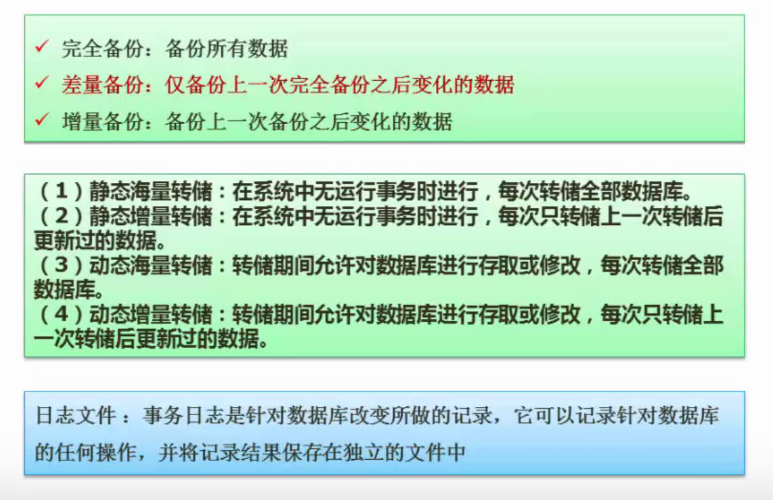 ✓ 完全备份：备份所有数据
✓ 差量备份：仅备份上一次完全备份之后变化的数据
✓ 增量备份：备份上一次备份之后变化的数据
（1）静态海量转储：在系统中无运行事务时进行，每次转储全部数据库。
（2）静态增量转储：在系统中无运行事务时进行，每次只转储上一次转储后
更新过的数据。
（3）动态海量转储：转储期间允许对数据库进行存取或修改，每次转储全部
数据库。
（4）动态增量转储：转储期间允许对数据库进行存取或修改，每次只转储上
一次转储后更新过的数据。
日志文件：事务日志是针对数据库改变所做的记录，它可以记录针对数据库
的任何操作，并将记录结果保存在独立的文件中